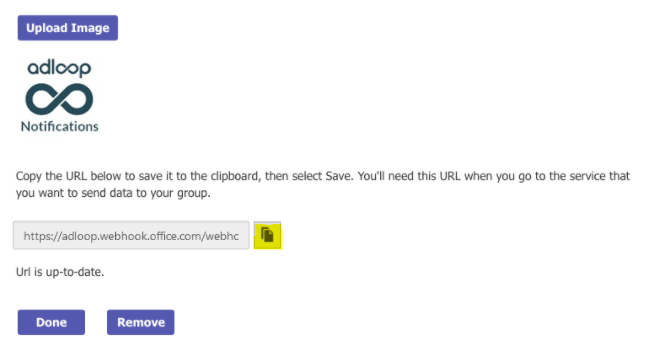 Upload Image
adloop
Notifications
Copy the URL below to save it to the clipboard, then select Save. You'll need this URL when you go to the service that
you want to send data to your group.
https://adloop.webhook.office.com/webhc
Url is up-to-date.
Done Remove